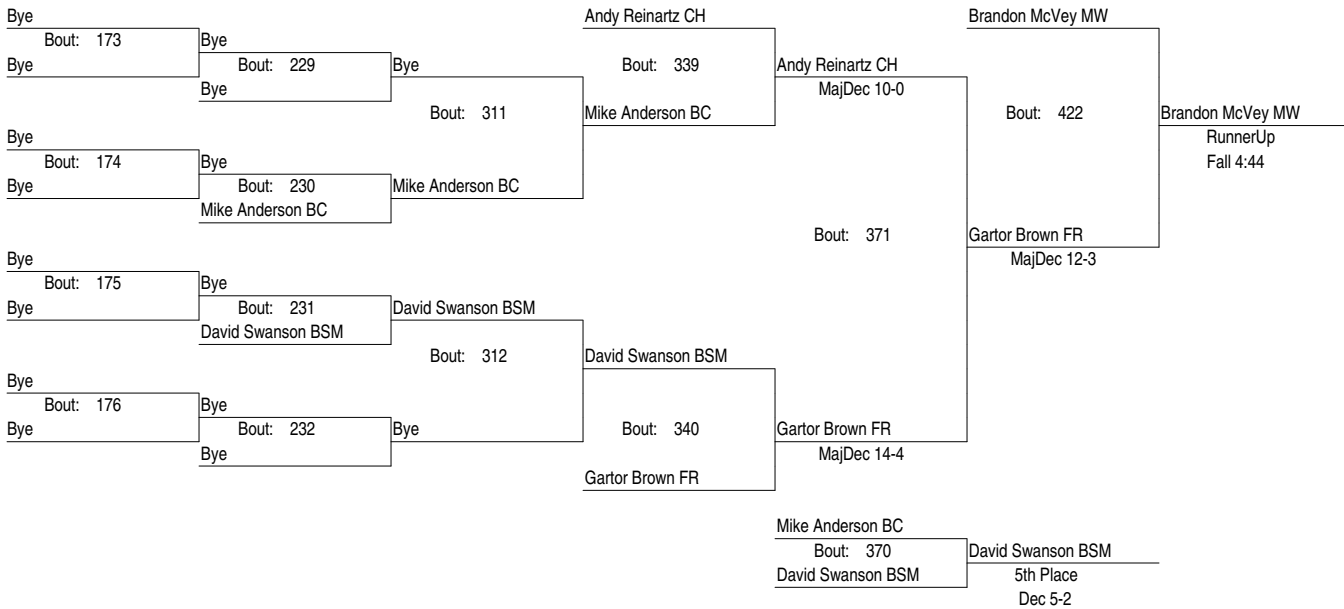 Bye
Bout: 173
Bye
Bye
Bout: 174
Bye
Bye
Bout: 175
Bye
Bye
Bout: 176
Bye
Bye
Bout: 229
Bye
Bye
Bout: 230
Mike Anderson BC
Bye
Bout: 231
David Swanson BSM
Bye
Bout: 232
Bye
Bye
Bout: 311
Mike Anderson BC
David Swanson BSM
Bout: 312
Bye
Andy Reinartz CH
Bout: 339
Mike Anderson BC
David Swanson BSM
Bout: 340
Gartor Brown FR
Andy Reinartz CH
MajDec 10-0
Bout: 371
Gartor Brown FR
MajDec 14-4
Brandon McVey MW
Bout: 422
Gartor Brown FR
MajDec 12-3
Brandon McVey MW
RunnerUp
Fall 4:44
Mike Anderson BC
Bout: 370
David Swanson BSM
David Swanson BSM
5th Place
Dec 5-2